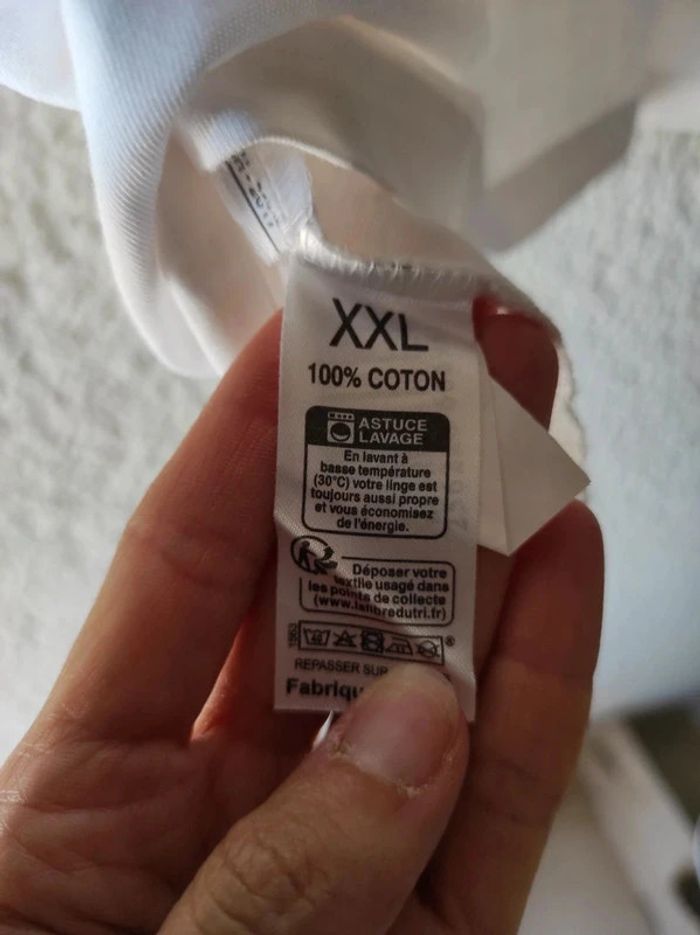 XXL
100% COTON
ASTUCE
LAVAGE
En lavant à
basse température
(30°C) votre linge est
toujours aussi propre
et vous économisez
de l'énergie.
Déposer votre
textile usagé dans
les points de collecte
(www.lafibredutri.fr)
40
REPASSER SUR
Fabriqu